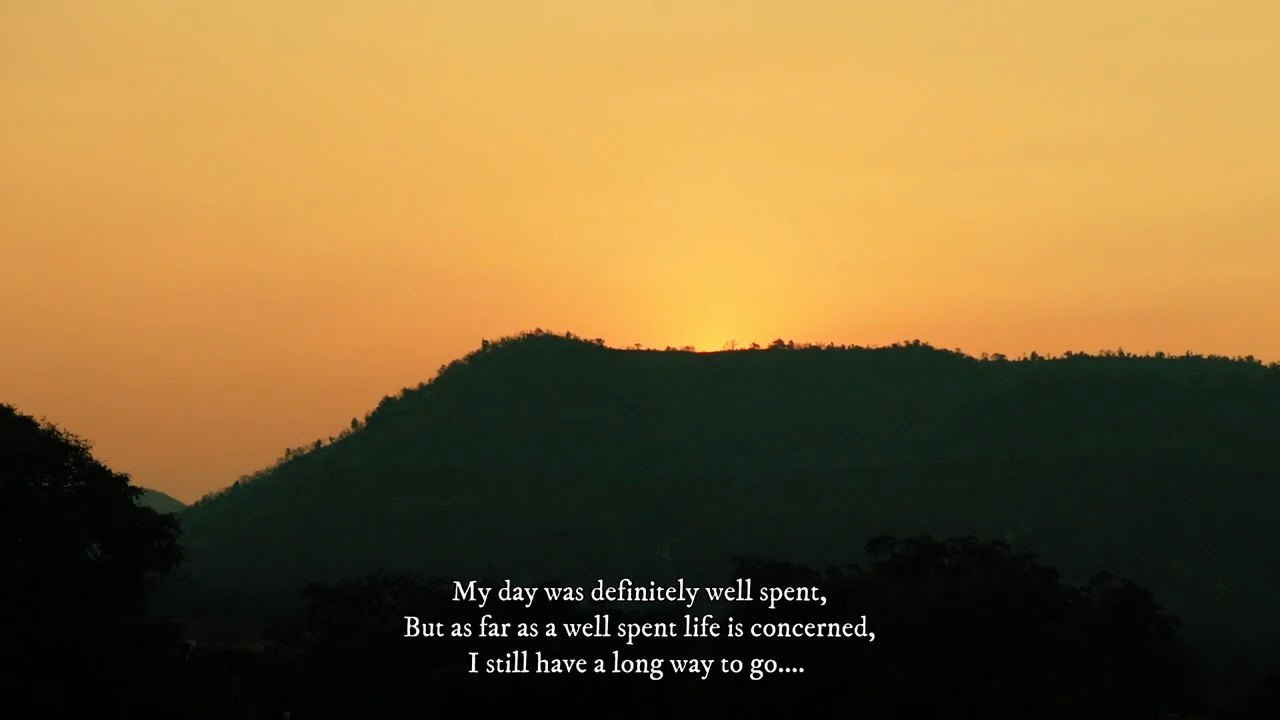 My day was definitely well spent,
But as far as a well spent life is concerned,
I still have a long way to go....